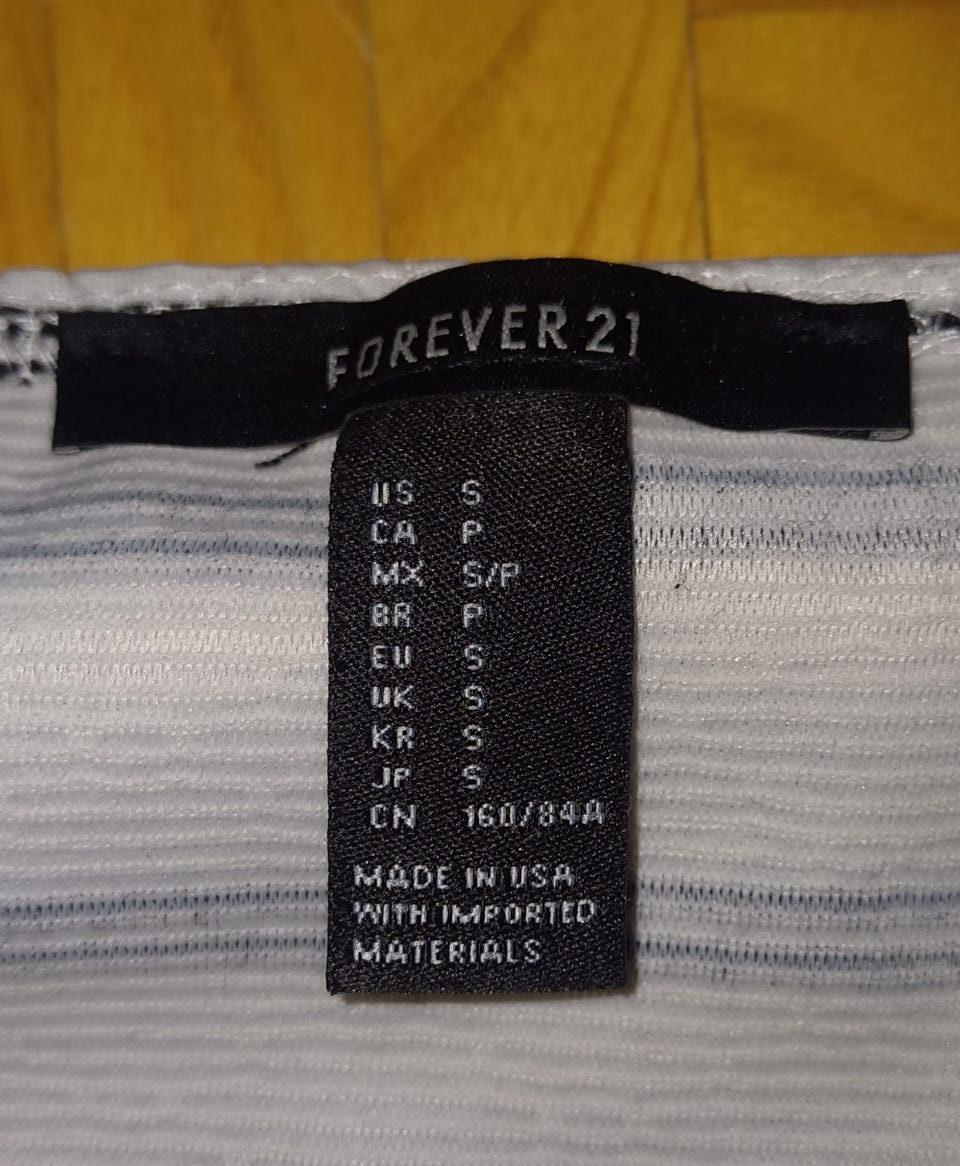 FOREVER 21
US S
CA P
MX S/P
BR P
EU S
UK S
KR S
JP S
CN 160/84A
MADE IN USA
WITH IMPORTED
MATERIALS